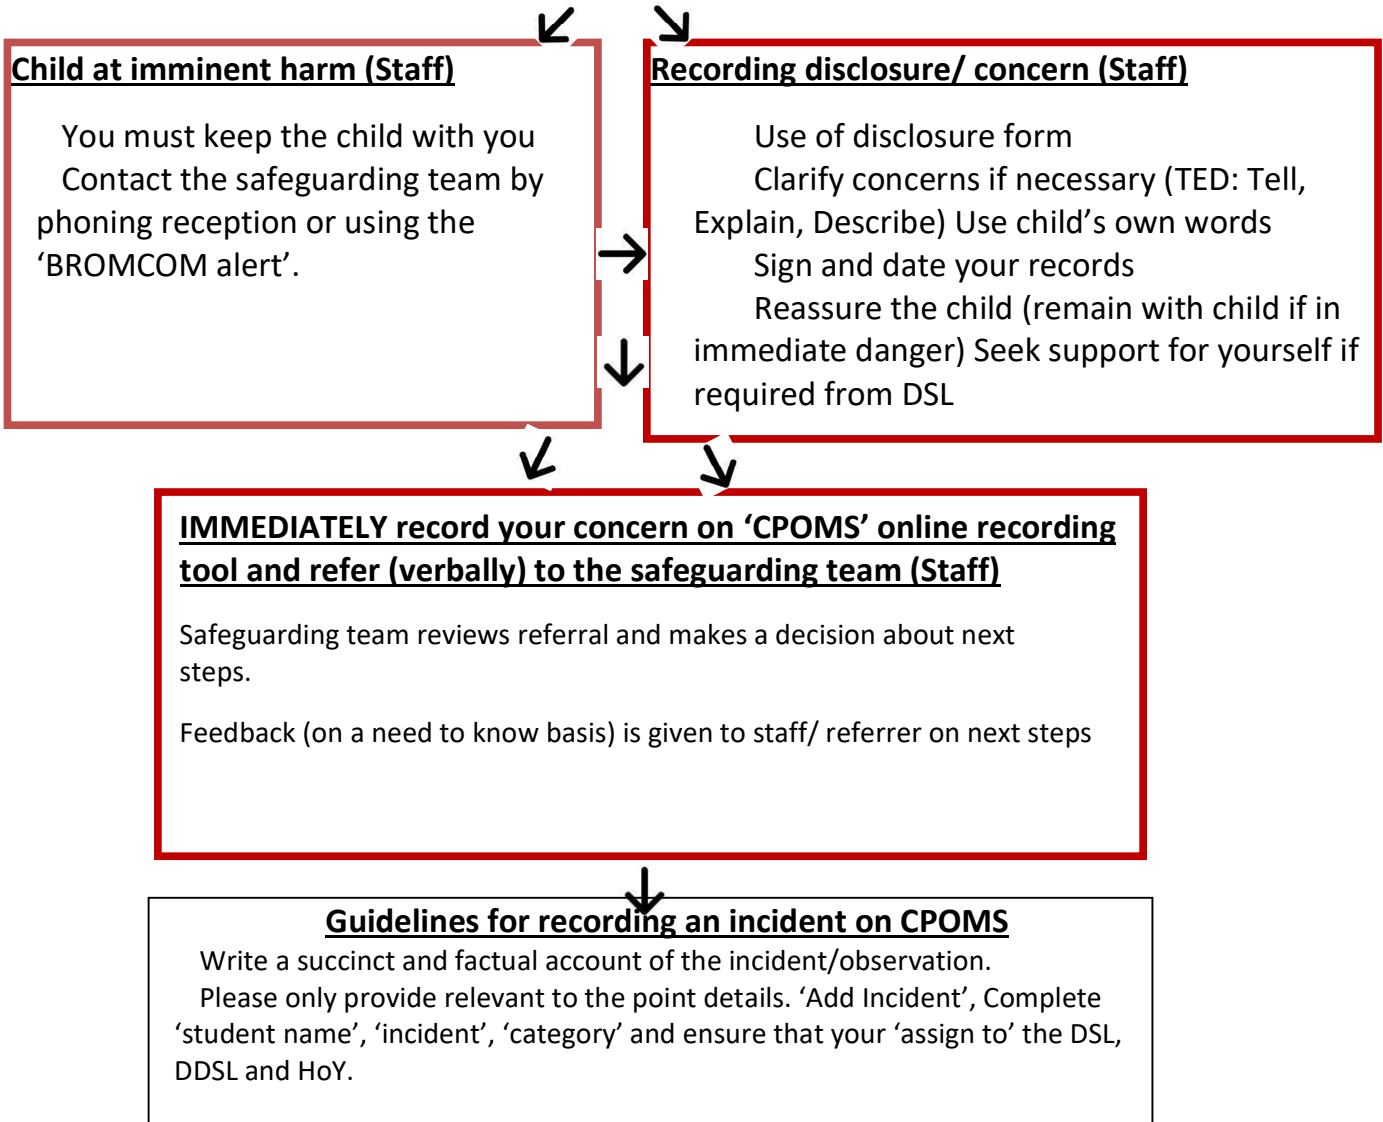 Child at imminent harm (Staff)
You must keep the child with you
Contact the safeguarding team by
phoning reception or using the
‘BROMCOM alert’.
Recording disclosure/ concern (Staff)
Use of disclosure form
Clarify concerns if necessary (TED: Tell,
Explain, Describe) Use child’s own words
Sign and date your records
Reassure the child (remain with child if in
immediate danger) Seek support for yourself if
required from DSL
IMMEDIATELY record your concern on ‘CPOMS’ online recording
tool and refer (verbally) to the safeguarding team (Staff)
Safeguarding team reviews referral and makes a decision about next
steps.
Feedback (on a need to know basis) is given to staff/ referrer on next steps
Guidelines for recording an incident on CPOMS
Write a succinct and factual account of the incident/observation.
Please only provide relevant to the point details. ‘Add Incident’, Complete
‘student name’, ‘incident’, ‘category’ and ensure that your ‘assign to’ the DSL,
DDSL and HoY.